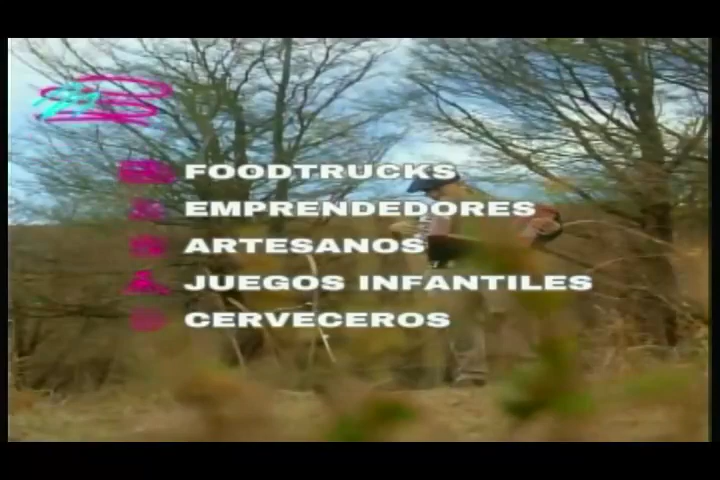 FOODTRUCKS
EMPRENDEDORES
ARTESANOS
JUEGOS INFANTILES
CERVECEROS